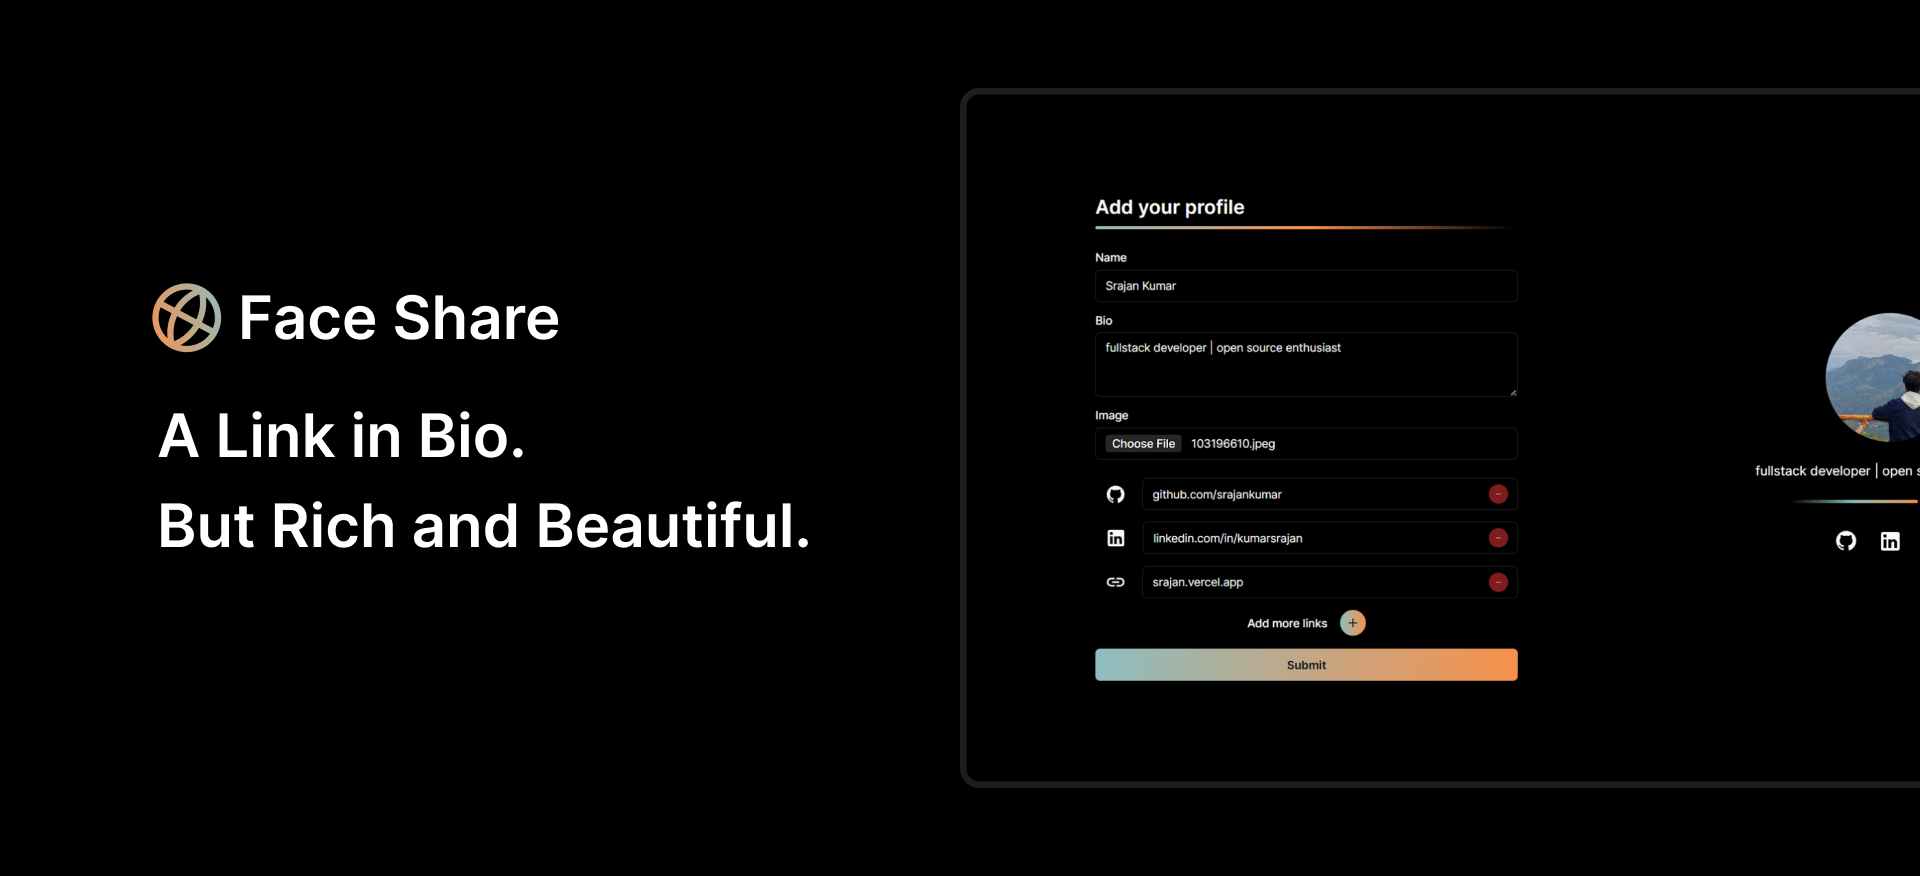 Face Share
A Link in Bio.
But Rich and Beautiful.
Add your profile
Name
Srajan Kumar
Bio
fullstack developer | open source enthusiast
Image
Choose File 103196610.jpeg
github.com/srajankumar
linkedin.com/in/kumarsrajan
srajan.vercel.app
Add more links
Submit
fullstack developer | open